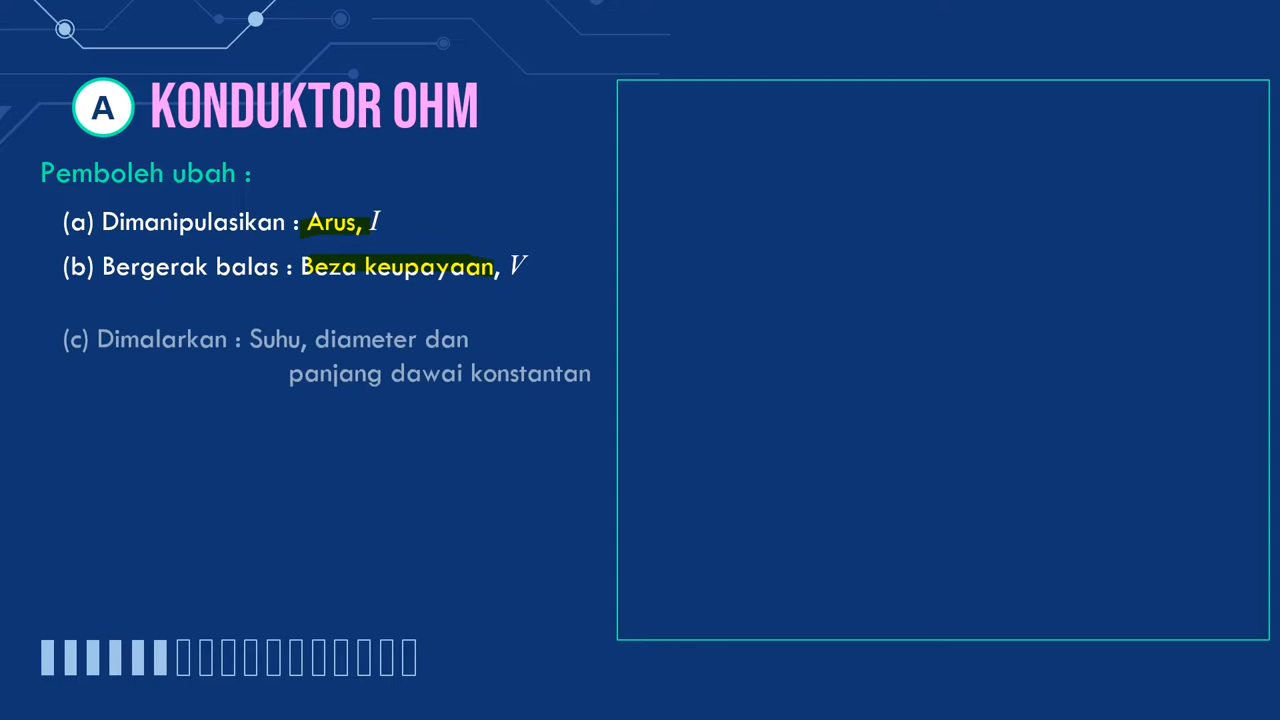 A KONDUKTOR OHM
Pemboleh ubah :
(a) Dimanipulasikan : Arus, I
(b) Bergerak balas : Beza keupayaan, V
(c) Dimalarkan : Suhu, diameter dan
panjang dawai konstantan